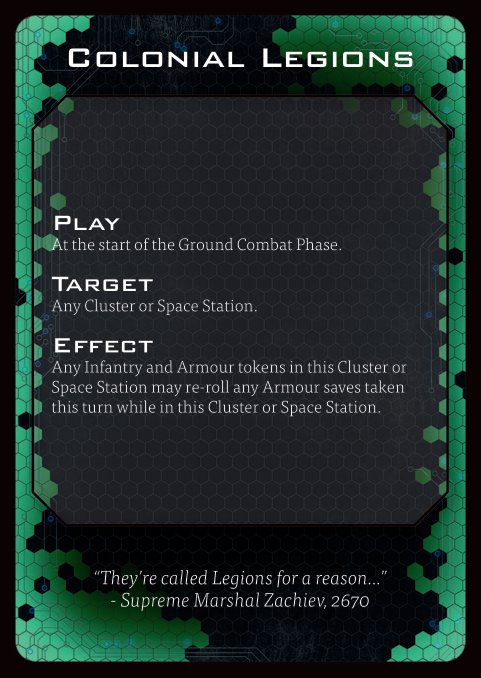 Colonial Legions
Play
At the start of the Ground Combat Phase.
Target
Any Cluster or Space Station.
Effect
Any Infantry and Armour tokens in this Cluster or
Space Station may re-roll any Armour saves taken
this turn while in this Cluster or Space Station.
“They’re called Legions for a reason...”
- Supreme Marshal Zachiev, 2670